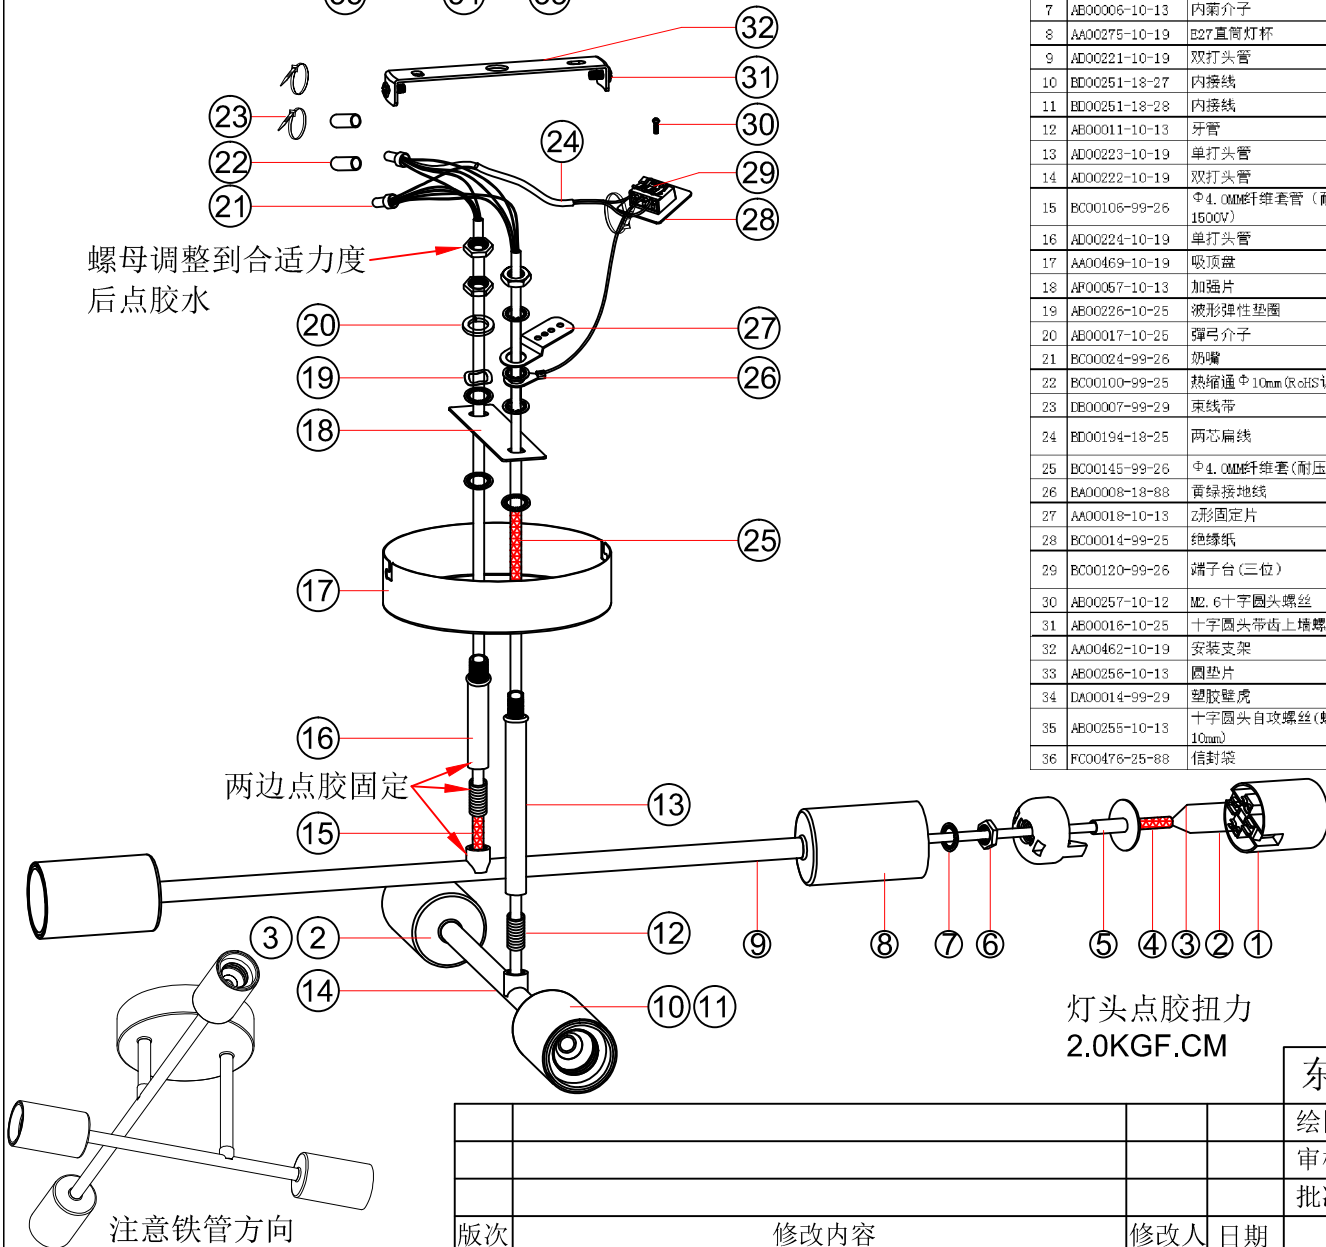 32
31
30
29
28
24
23
22
21
螺母调整到合适力度
后点胶水
20
19
18
27
26
25
17
16
两边点胶固定
15
13
12
14
3 2
10 11
9 8 7 6 5 4 3 2 1
灯头点胶扭力
2.0KGF.CM
注意铁管方向
7 AB00006-10-13 内菊介子
8 AA00275-10-19 E27直筒灯杯
9 AD00221-10-19 双打头管
10 BD00251-18-27 内接线
11 BD00251-18-28 内接线
12 AB00011-10-13 牙管
13 AD00223-10-19 单打头管
14 AD00222-10-19 双打头管
15 BC00106-99-26 Φ4.0MM纤维套管（
1500V）
16 AD00224-10-19 单打头管
17 AA00469-10-19 吸顶盘
18 AF00057-10-13 加强片
19 AB00226-10-25 波形弹性垫圈
20 AB00017-10-25 弹弓介子
21 BC00024-99-26 奶嘴
22 BC00100-99-25 热缩通Φ10mm(RoHS
23 DB00007-99-29 束线带
24 BD00194-18-25 两芯扁线
25 BC00145-99-26 Φ4.0MM纤维套(耐压
26 BA00008-18-88 黄绿接地线
27 AA00018-10-13 Z形固定片
28 BC00014-99-25 绝缘纸
29 BC00120-99-26 端子台(三位)
30 AB00257-10-12 M2.6十字圆头螺丝
31 AB00016-10-25 十字圆头带齿上墙螺
32 AA00462-10-19 安装支架
33 AB00256-10-13 圆垫片
34 DA00014-99-29 塑胶壁虎
35 AB00255-10-13 十字圆头自攻螺丝(
10mm)
36 FC00476-25-88 信封袋
版次 修改内容 修改人 日期